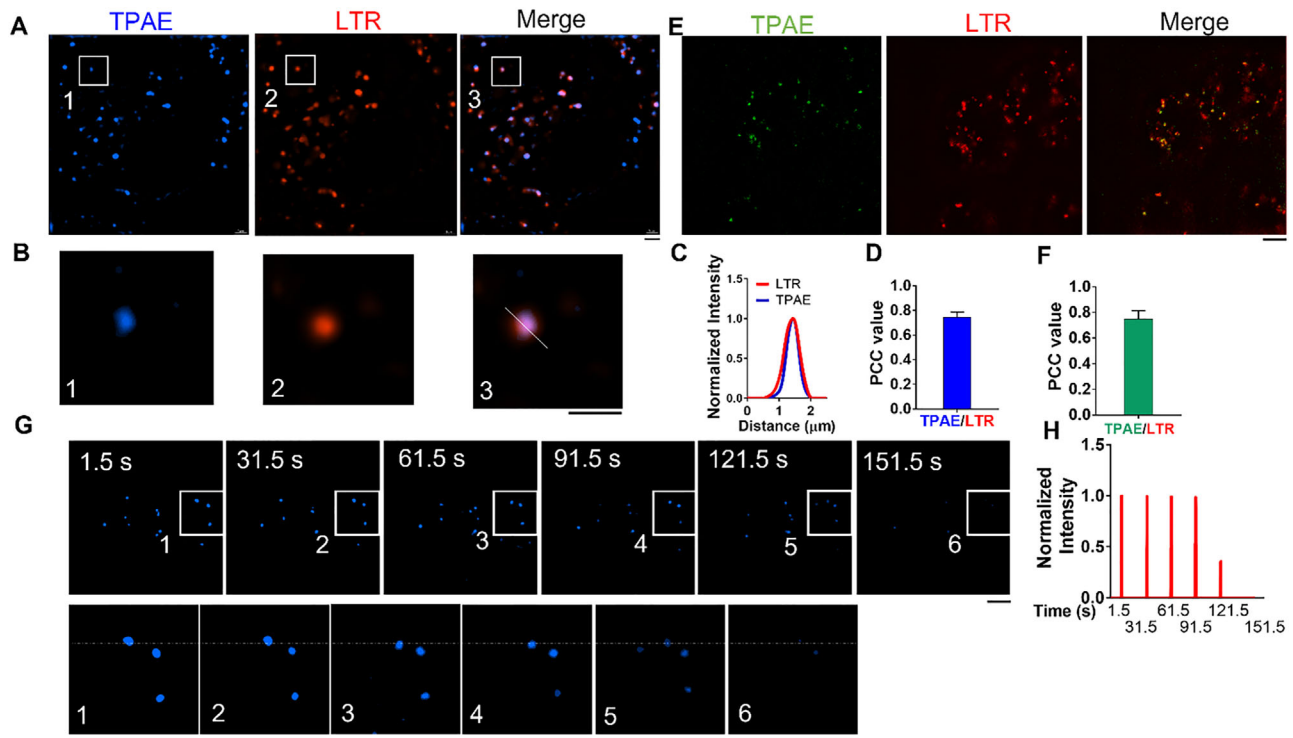 A
TPAE
LTR
Merge
1
2
3
B
1
2
3
E
TPAE
LTR
Merge
C
Normalized Intensity
1.5
1.0
0.5
0.0
LTR
TPAE
0
1
2
Distance (μm)
D
PCC value
1.0
0.8
0.6
0.4
0.2
0.0
TPAE/LTR
F
PCC value
1.0
0.8
0.6
0.4
0.2
0.0
TPAE/LTR
G
1.5 s
31.5 s
61.5 s
91.5 s
121.5 s
151.5 s
1
2
3
4
5
6
1
2
3
4
5
6
H
Normalized
Intensity
1.5
1.0
0.5
0.0
Time (s)
1.5
61.5
121.5
31.5
91.5
151.5